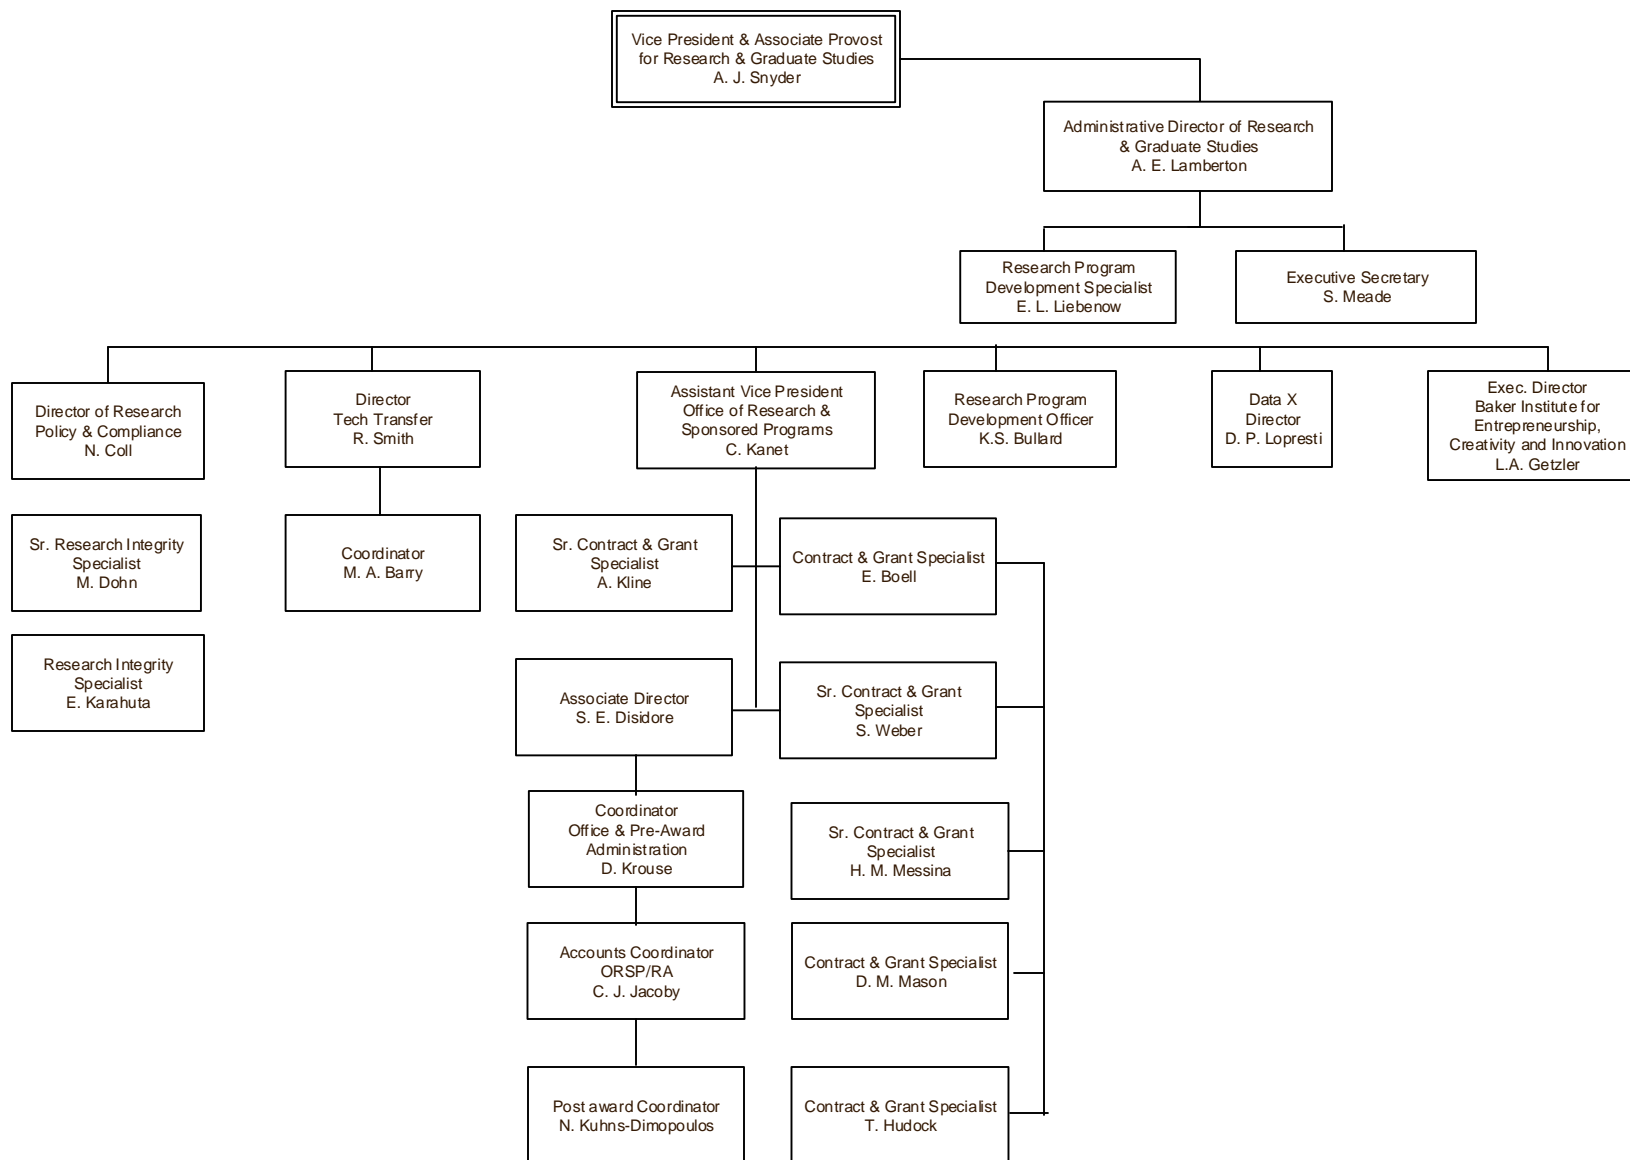 Vice President & Associate Provost
for Research & Graduate Studies
A. J. Snyder
Administrative Director of Research
& Graduate Studies
A. E. Lamberton
Research Program
Development Specialist
E. L. Liebenow
Executive Secretary
S. Meade
Director of Research
Policy & Compliance
N. Coll
Director
Tech Transfer
R. Smith
Assistant Vice President
Office of Research &
Sponsored Programs
C. Kanet
Research Program
Development Officer
K.S. Bullard
Data X
Director
D. P. Lopresti
Exec. Director
Baker Institute for
Entrepreneurship,
Creativity and Innovation
L.A. Getzler
Sr. Research Integrity
Specialist
M. Dohn
Coordinator
M. A. Barry
Sr. Contract & Grant
Specialist
A. Kline
Contract & Grant Specialist
E. Boell
Research Integrity
Specialist
E. Karahuta
Associate Director
S. E. Disidore
Sr. Contract & Grant
Specialist
S. Weber
Coordinator
Office & Pre-Award
Administration
D. Krouse
Sr. Contract & Grant
Specialist
H. M. Messina
Accounts Coordinator
ORSP/RA
C. J. Jacoby
Contract & Grant Specialist
D. M. Mason
Post award Coordinator
N. Kuhns-Dimopoulos
Contract & Grant Specialist
T. Hudock